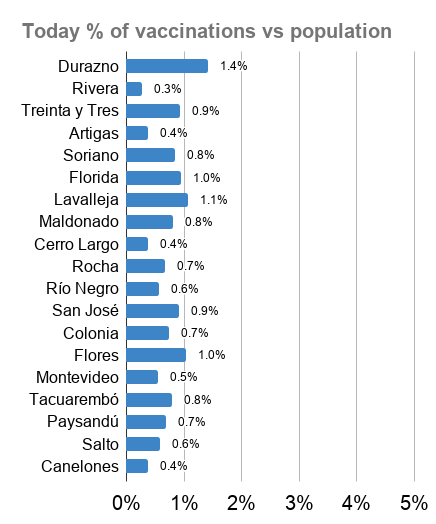 Today % of vaccinations vs population
Durazno 1.4%
Rivera 0.3%
Treinta y Tres 0.9%
Artigas 0.4%
Soriano 0.8%
Florida 1.0%
Lavalleja 1.1%
Maldonado 0.8%
Cerro Largo 0.4%
Rocha 0.7%
Río Negro 0.6%
San José 0.9%
Colonia 0.7%
Flores 1.0%
Montevideo 0.5%
Tacuarembó 0.8%
Paysandú 0.7%
Salto 0.6%
Canelones 0.4%
0% 1% 2% 3% 4% 5%